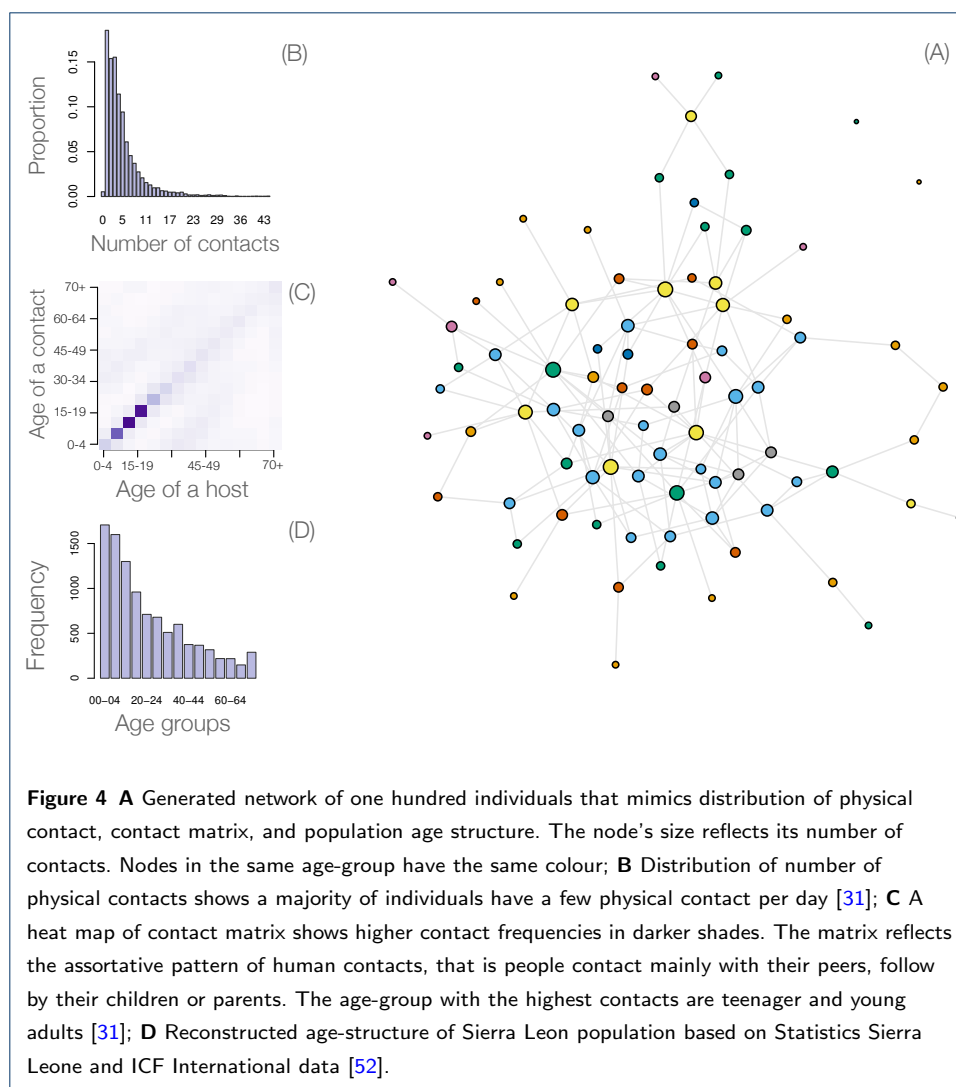 (B)
Proportion
0.00 0.05 0.10 0.15
0 5 11 17 23 29 36 43
Number of contacts
(A)
(C)
Age of a contact
70+
60-64
45-49
30-34
15-19
0-4
0-4 15-19 45-49 70+
Age of a host
(D)
Frequency
0 500 1000 1500
00−04 20−24 40−44 60−64
Age groups
Figure 4 A Generated network of one hundred individuals that mimics distribution of physical
contact, contact matrix, and population age structure. The node's size reflects its number of
contacts. Nodes in the same age-group have the same colour; B Distribution of number of
physical contacts shows a majority of individuals have a few physical contact per day [31]; C A
heat map of contact matrix shows higher contact frequencies in darker shades. The matrix reflects
the assortative pattern of human contacts, that is people contact mainly with their peers, follow
by their children or parents. The age-group with the highest contacts are teenager and young
adults [31]; D Reconstructed age-structure of Sierra Leon population based on Statistics Sierra
Leone and ICF International data [52].